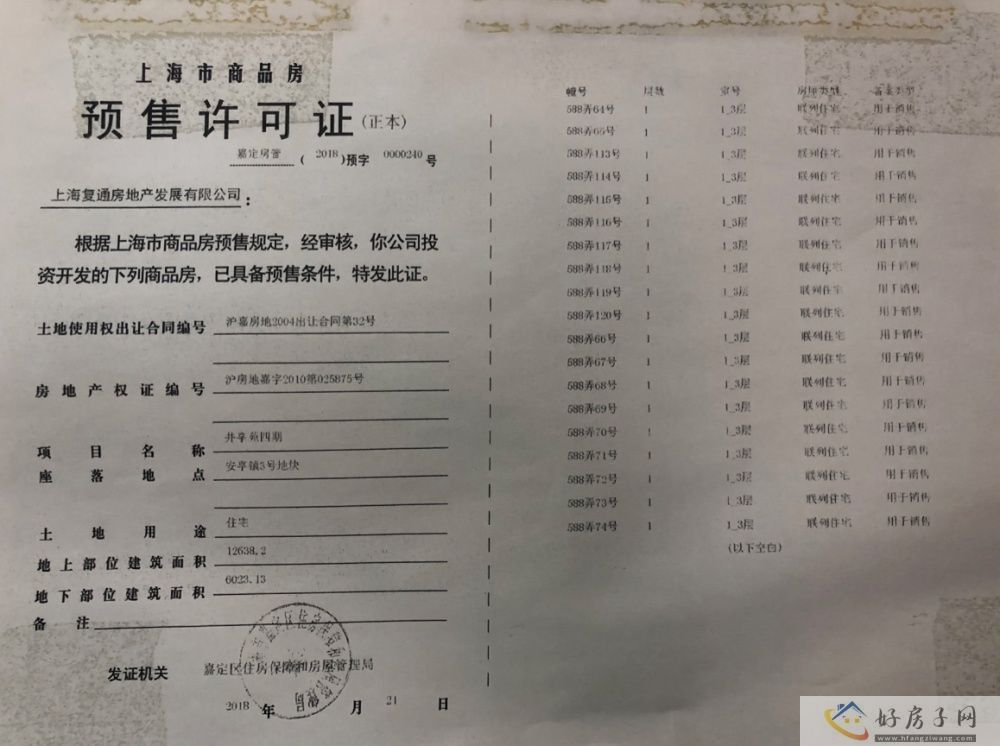 上海市商品房
预售许可证(正本)
嘉定房管 ( 2018 )预字 0000240 号
上海复通房地产发展有限公司:
根据上海市商品房预售规定,经审核,你公司投
资开发的下列商品房,已具备预售条件,特发此证。
土地使用权出让合同编号 沪嘉房地2004出让合同第32号
房地产权证编号 沪房地嘉字2010第025875号
项目名称 苑四期
座落地点 安亭镇3号地块
土地用途 住宅
地上部位建筑面积 12638.2
地下部位建筑面积 6023.13
备注
发证机关 嘉定区住房保障和房屋管理局
2018 年 月 21 日
幢号 层数 室号 房屋类型 备案类型
588弄64号 1 1_3层 联列住宅 用于销售
588弄65号 1 1_3层 联列住宅 用于销售
588弄113号 1 1_3层 联列住宅 用于销售
588弄114号 1 1_3层 联列住宅 用于销售
588弄115号 1 1_3层 联列住宅 用于销售
588弄116号 1 1_3层 联列住宅 用于销售
588弄117号 1 1_3层 联列住宅 用于销售
588弄118号 1 1_3层 联列住宅 用于销售
588弄119号 1 1_3层 联列住宅 用于销售
588弄120号 1 1_3层 联列住宅 用于销售
588弄66号 1 1_3层 联列住宅 用于销售
588弄67号 1 1_3层 联列住宅 用于销售
588弄68号 1 1_3层 联列住宅 用于销售
588弄69号 1 1_3层 联列住宅 用于销售
588弄70号 1 1_3层 联列住宅 用于销售
588弄71号 1 1_3层 联列住宅 用于销售
588弄72号 1 1_3层 联列住宅 用于销售
588弄73号 1 1_3层 联列住宅 用于销售
588弄74号 1 1_3层 联列住宅 用于销售
(以下空白)
好房子网
www.hfangziwang.com